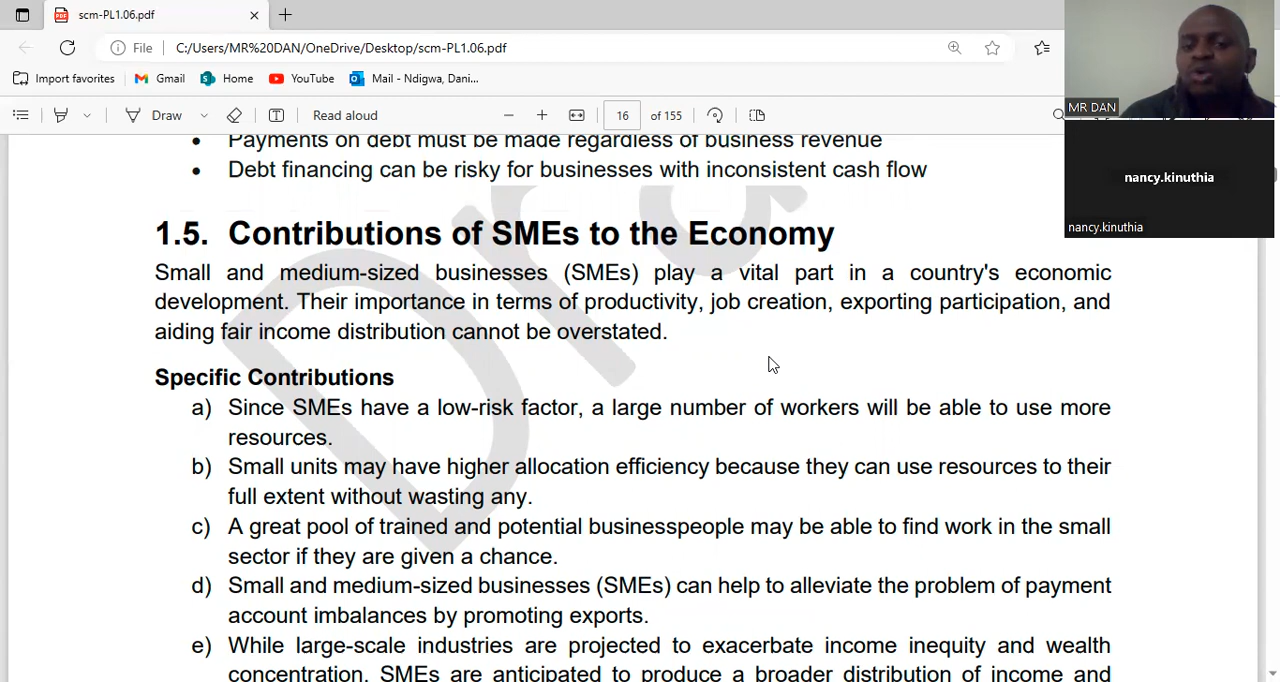 scm-PL1.06.pdf
File C:/Users/MR%20DAN/OneDrive/Desktop/scm-PL1.06.pdf
Import favorites Gmail Home YouTube Mail - Ndigwa, Dani...
Draw Read aloud 16 of 155
MR DAN
nancy.kinuthia
nancy.kinuthia
• Payments on debt must be made regardless of business revenue
• Debt financing can be risky for businesses with inconsistent cash flow
1.5. Contributions of SMEs to the Economy
Small and medium-sized businesses (SMEs) play a vital part in a country's economic
development. Their importance in terms of productivity, job creation, exporting participation, and
aiding fair income distribution cannot be overstated.
Specific Contributions
a) Since SMEs have a low-risk factor, a large number of workers will be able to use more
resources.
b) Small units may have higher allocation efficiency because they can use resources to their
full extent without wasting any.
c) A great pool of trained and potential businesspeople may be able to find work in the small
sector if they are given a chance.
d) Small and medium-sized businesses (SMEs) can help to alleviate the problem of payment
account imbalances by promoting exports.
e) While large-scale industries are projected to exacerbate income inequity and wealth
concentration, SMEs are anticipated to produce a broader distribution of income and